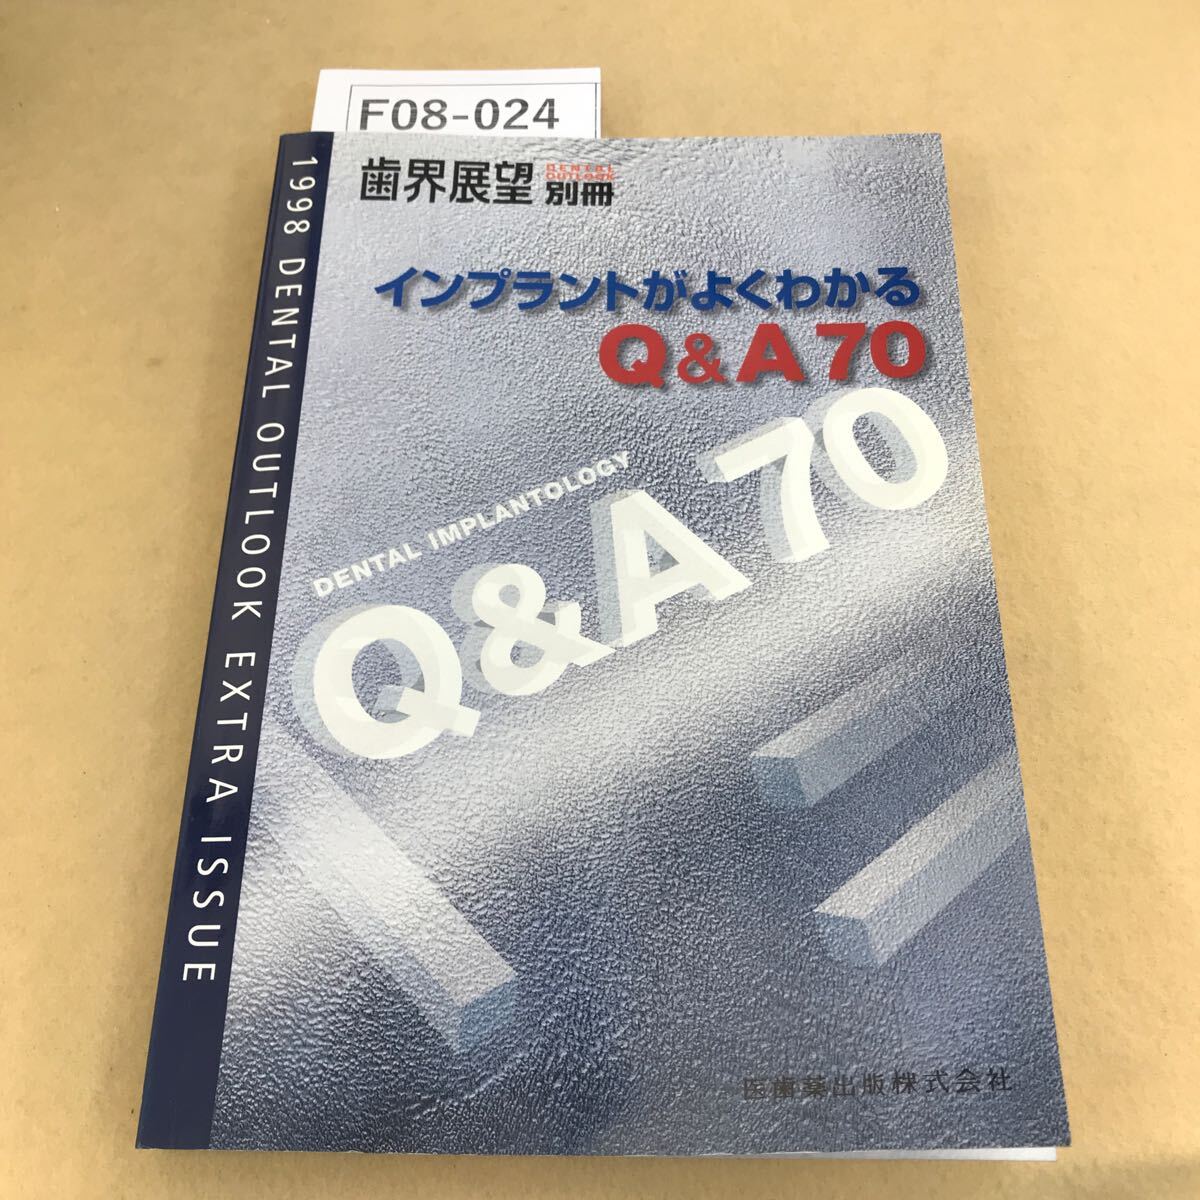 F08-024
歯界展望 DENTAL OUTLOOK 別冊
インプラントがよくわかる
Q&A70
DENTAL IMPLANTOLOGY
Q&A 70
1998 DENTAL OUTLOOK EXTRA ISSUE
医歯薬出版株式会社